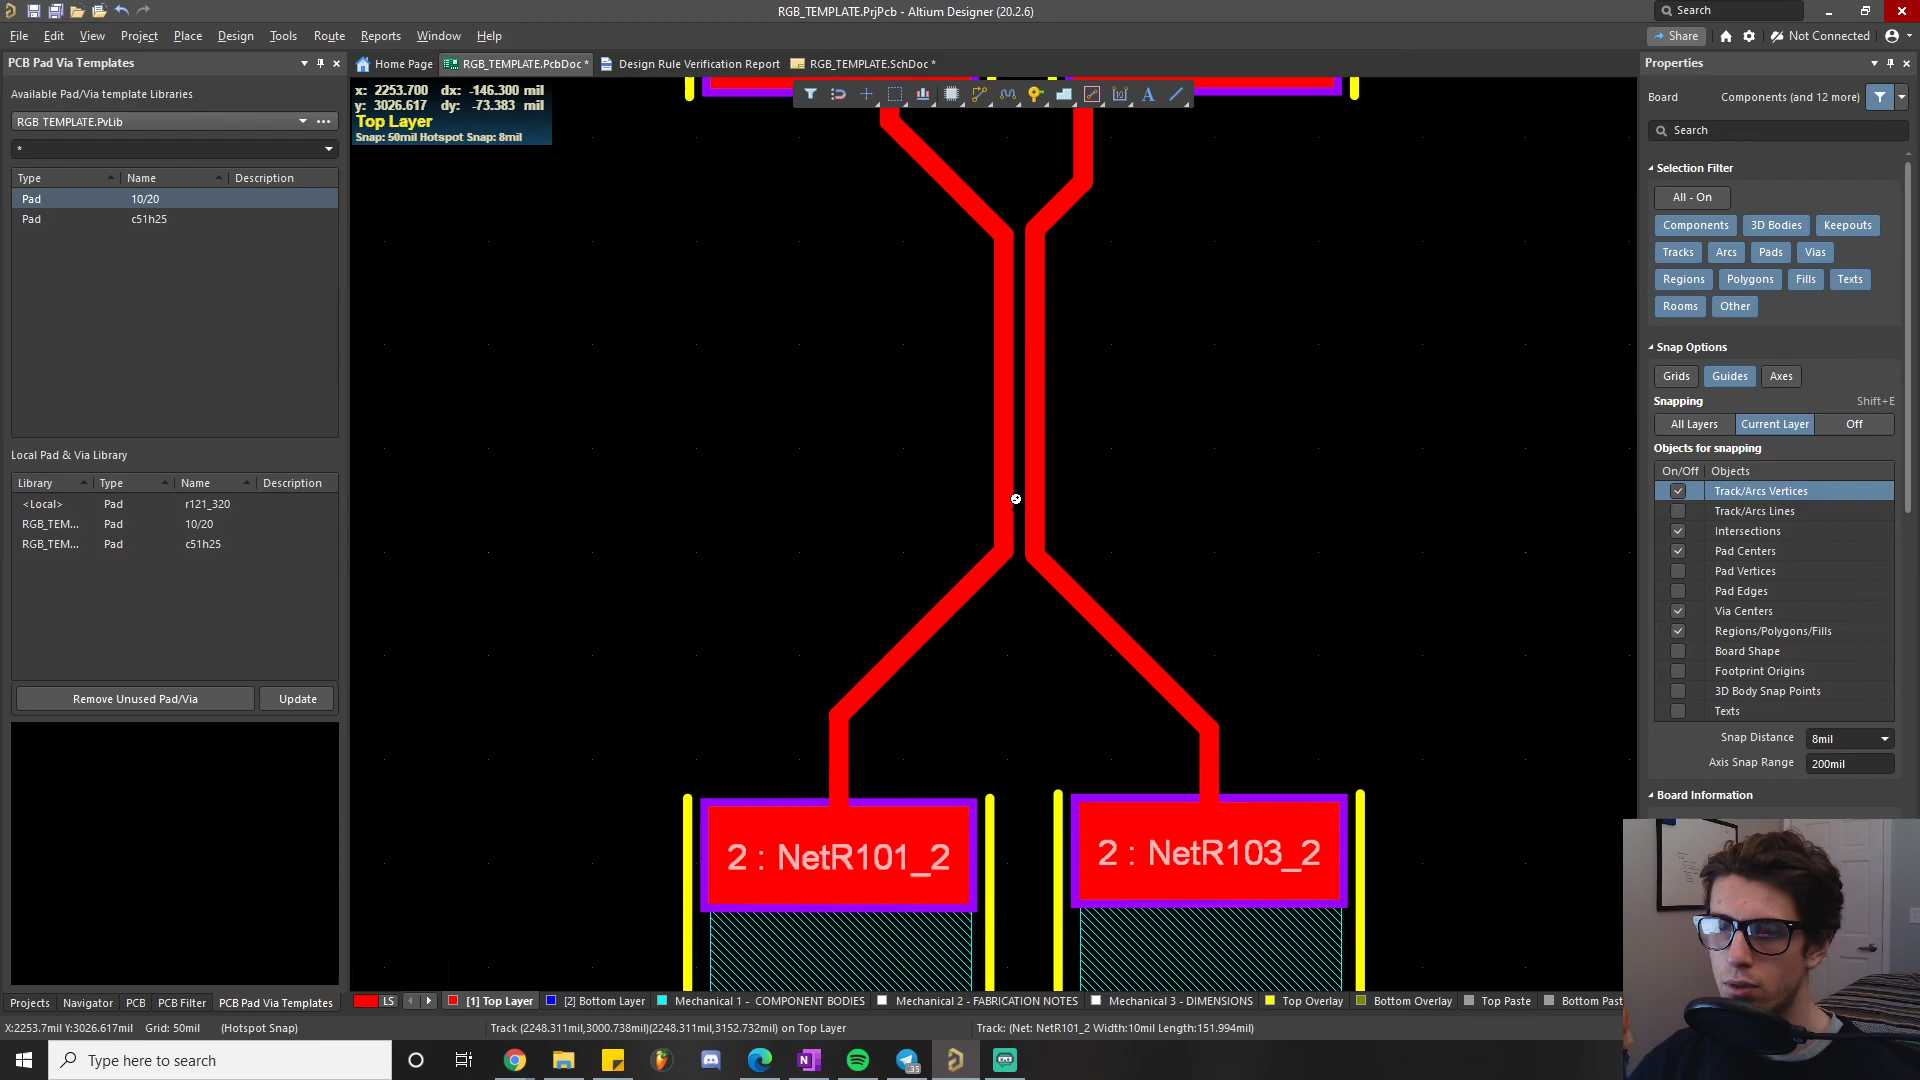 RGB_TEMPLATE.PrjPcb - Altium Designer (20.2.6)
Search
File Edit View Project Place Design Tools Route Reports Window Help
Share
Not Connected
PCB Pad Via Templates
Home Page
RGB_TEMPLATE.PcbDoc *
Design Rule Verification Report
RGB_TEMPLATE.SchDoc *
Properties
Available Pad/Via template Libraries
RGB TEMPLATE.PvLib
*
Type Name Description
Pad 10/20
Pad c51h25
Local Pad & Via Library
Library Type Name Description
<Local> Pad r121_320
RGB_TEM... Pad 10/20
RGB_TEM... Pad c51h25
Remove Unused Pad/Via
Update
x: 2253.700 dx: -146.300 mil
y: 3026.617 dy: -73.383 mil
Top Layer
Snap: 50mil Hotspot Snap: 8mil
2 : NetR101_2
2 : NetR103_2
Board Components (and 12 more)
Search
Selection Filter
All - On
Components 3D Bodies Keepouts
Tracks Arcs Pads Vias
Regions Polygons Fills Texts
Rooms Other
Snap Options
Grids Guides Axes
Snapping Shift+E
All Layers Current Layer Off
Objects for snapping
On/Off Objects
Track/Arcs Vertices
Track/Arcs Lines
Intersections
Pad Centers
Pad Vertices
Pad Edges
Via Centers
Regions/Polygons/Fills
Board Shape
Footprint Origins
3D Body Snap Points
Texts
Snap Distance 8mil
Axis Snap Range 200mil
Board Information
Projects Navigator PCB PCB Filter PCB Pad Via Templates
LS
[1] Top Layer
[2] Bottom Layer
Mechanical 1 - COMPONENT BODIES
Mechanical 2 - FABRICATION NOTES
Mechanical 3 - DIMENSIONS
Top Overlay
Bottom Overlay
Top Paste
Bottom Past
X:2253.7mil Y:3026.617mil Grid: 50mil (Hotspot Snap)
Track (2248.311mil,3000.738mil)(2248.311mil,3152.732mil) on Top Layer
Track: (Net: NetR101_2 Width:10mil Length:151.994mil)
Type here to search